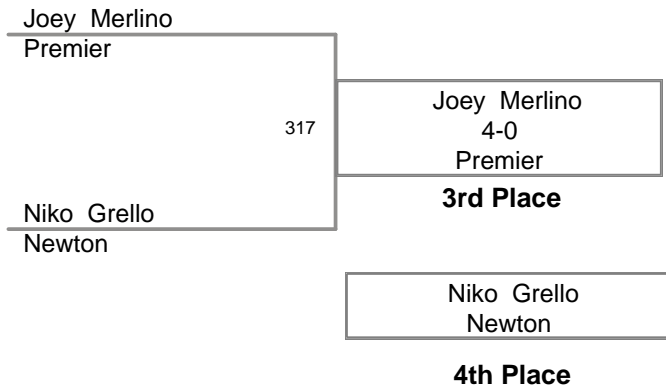 Joey Merlino
Premier
317
Joey Merlino
4-0
Premier
3rd Place
Niko Grello
Newton
Niko Grello
Newton
4th Place